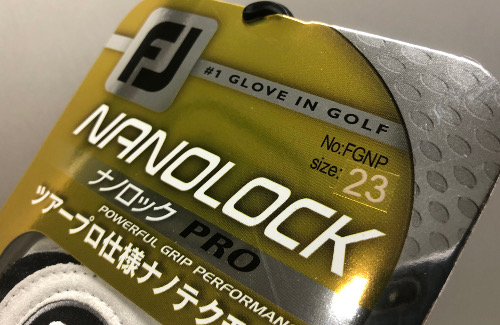 FJ
#1 GLOVE IN GOLF
No:FGNP
size: 23
NANOLOCK
ナノロック PRO
POWERFUL GRIP PERFORMANCE
ツアープロ仕様ナノテク